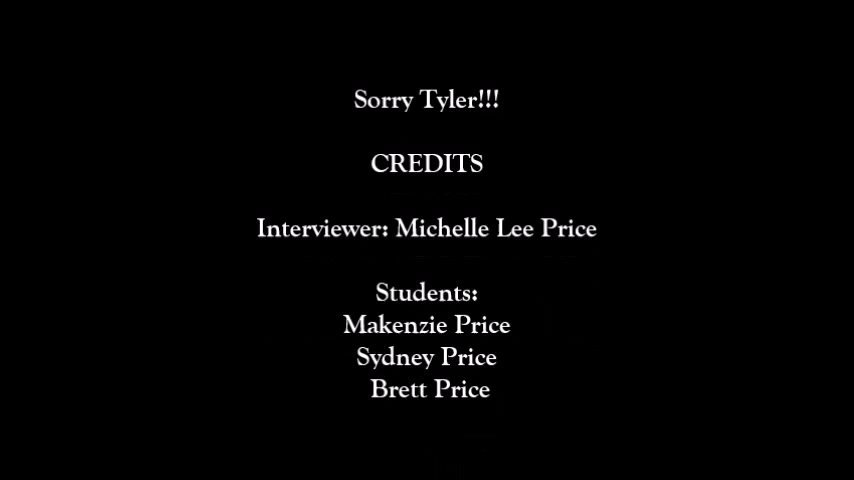 Sorry Tyler!!!
CREDITS
Interviewer: Michelle Lee Price
Students:
Makenzie Price
Sydney Price
Brett Price